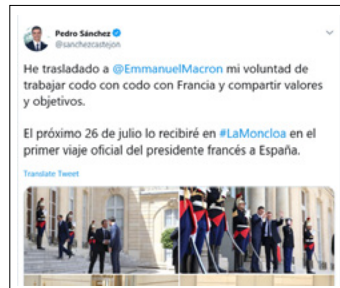 Pedro Sánchez
@sanchezcastejon
He trasladado a @EmmanuelMacron mi voluntad de
trabajar codo con codo con Francia y compartir valores
y objetivos.
El próximo 26 de julio lo recibiré en #LaMoncloa en el
primer viaje oficial del presidente francés a España.
Translate Tweet